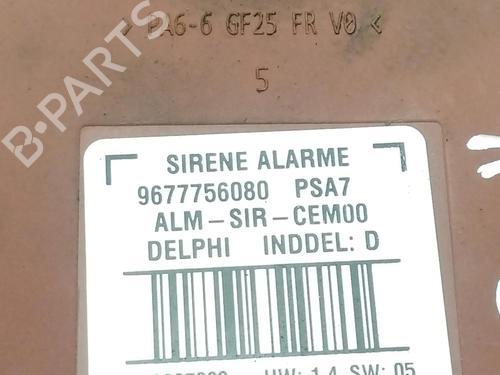 > PA6-6 GF25 FR V0 <
5
B-PARTS
SIRENE ALARME
9677756080 PSA7
ALM-SIR-CEM00
DELPHI INDDEL: D
HW: 1.4 SW: 05